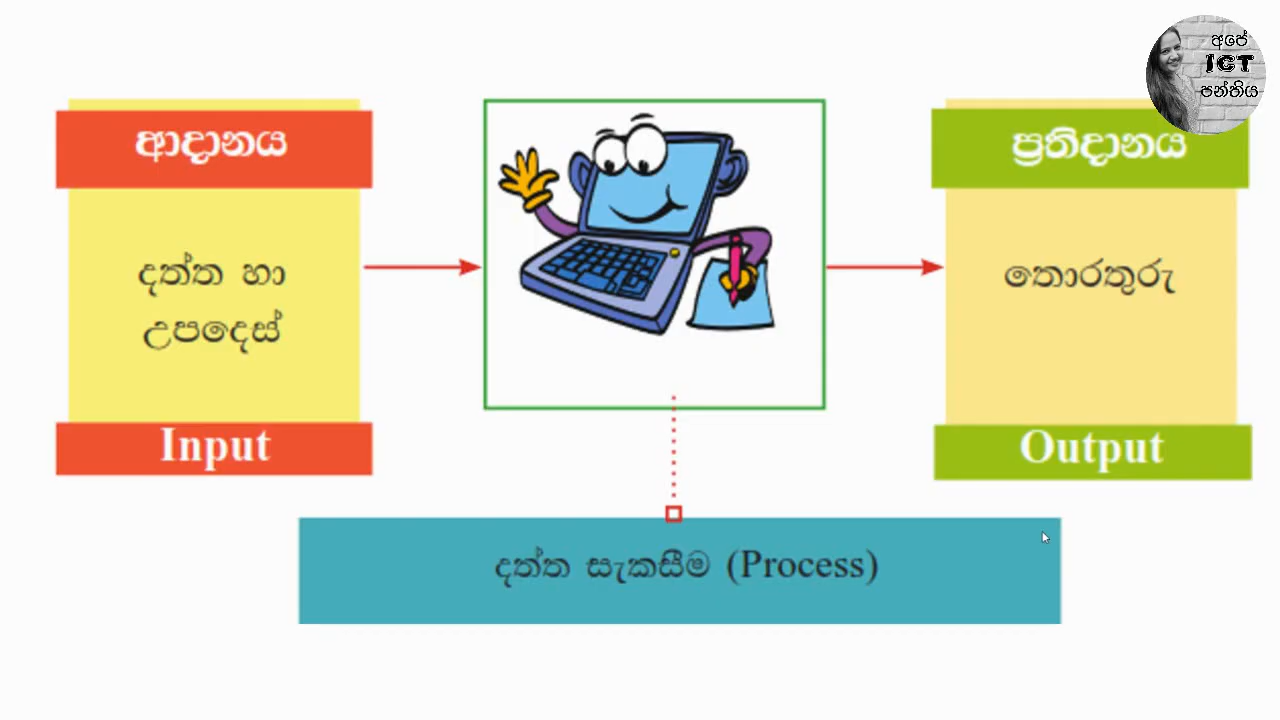 අපේ
ICT
පන්තිය
ආදානය
දත්ත හා
උපදෙස්
Input
ප්‍රතිදානය
තොරතුරු
Output
දත්ත සැකසීම (Process)